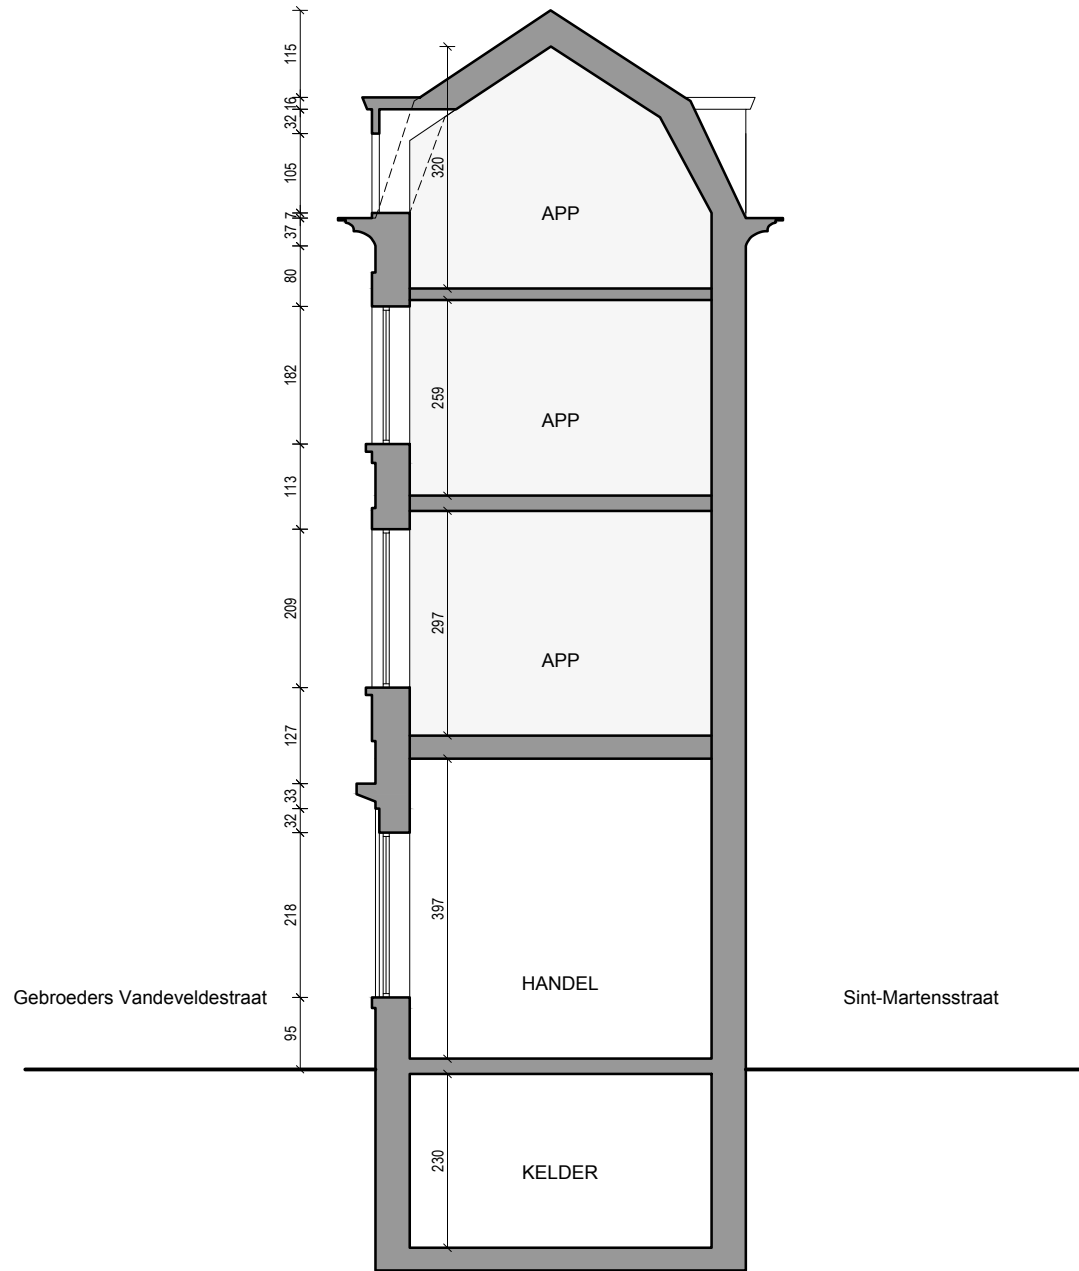 115
16
32
105
7
37
80
182
113
209
127
33
32
218
95
320
APP
259
APP
297
APP
397
HANDEL
Gebroeders Vandeveldestraat
Sint-Martensstraat
230
KELDER